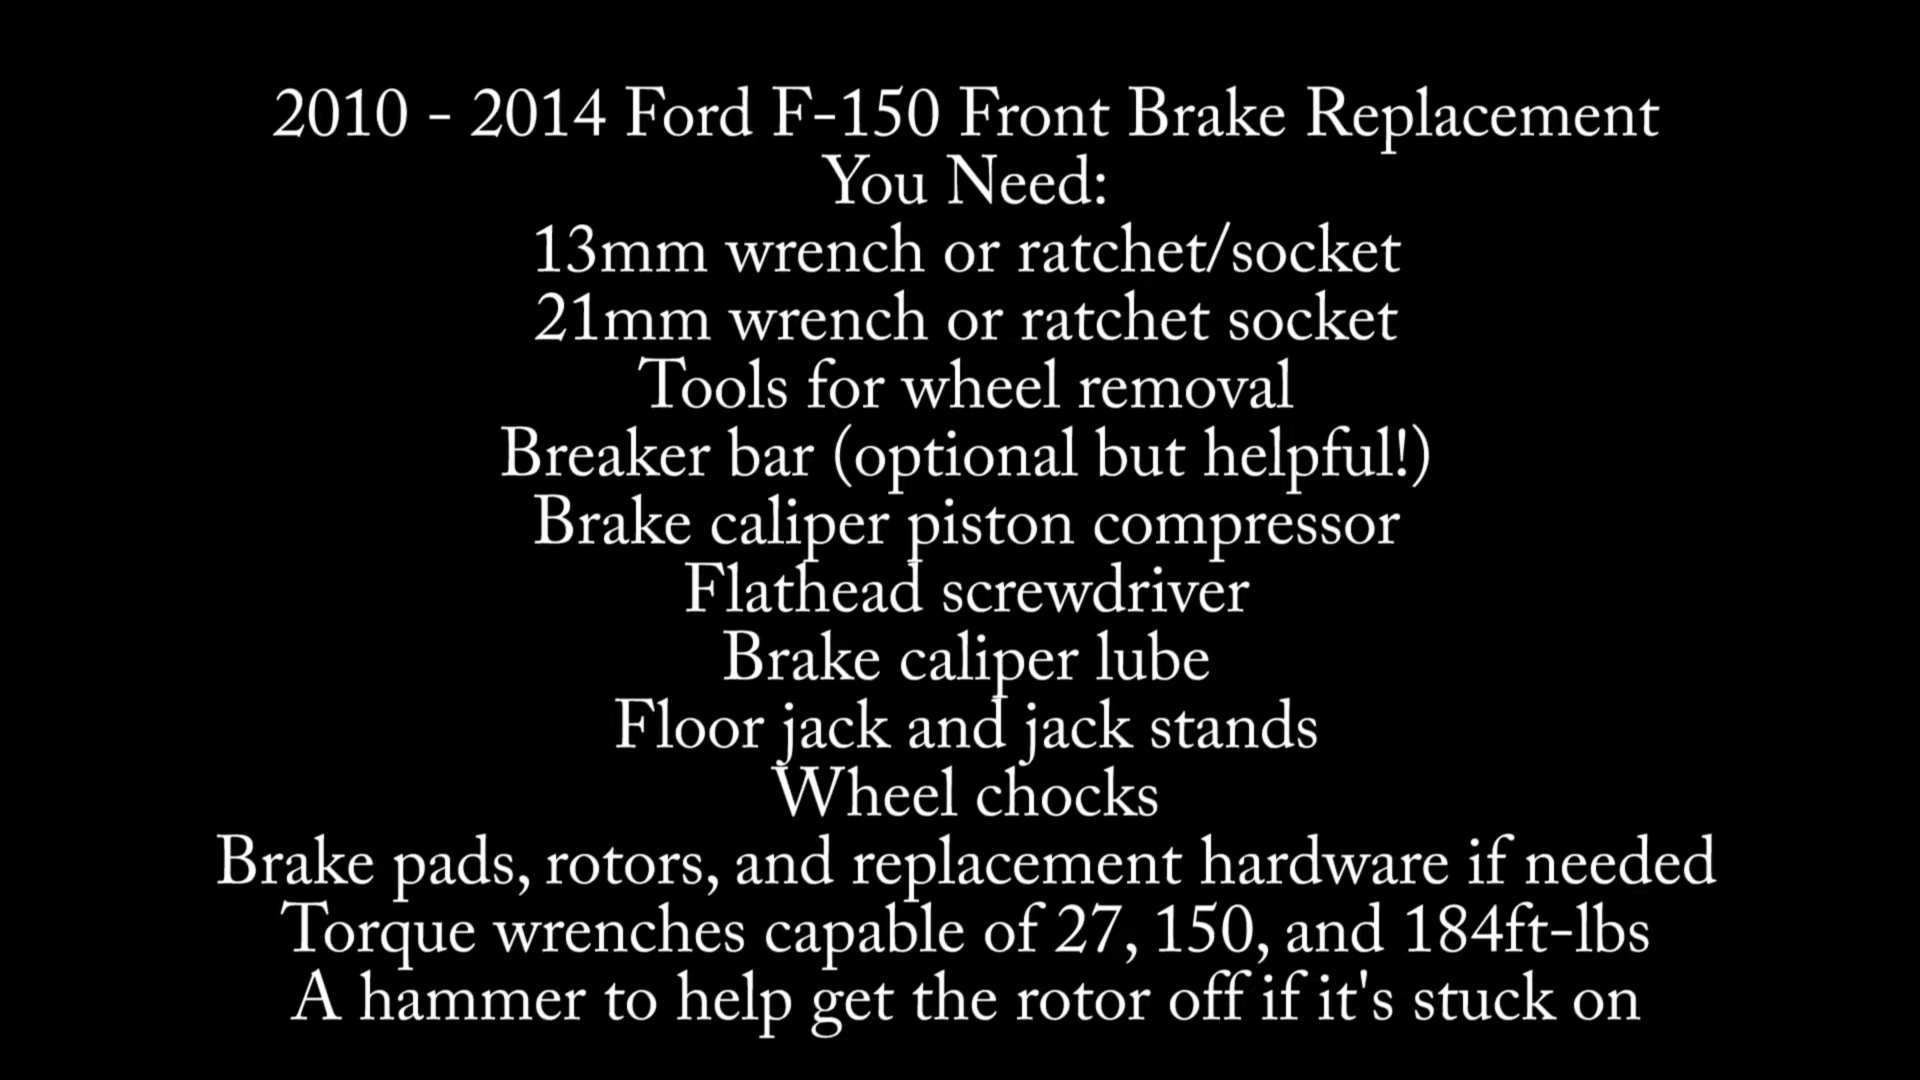 2010 - 2014 Ford F-150 Front Brake Replacement
You Need:
13mm wrench or ratchet/socket
21mm wrench or ratchet socket
Tools for wheel removal
Breaker bar (optional but helpful!)
Brake caliper piston compressor
Flathead screwdriver
Brake caliper lube
Floor jack and jack stands
Wheel chocks
Brake pads, rotors, and replacement hardware if needed
Torque wrenches capable of 27, 150, and 184ft-lbs
A hammer to help get the rotor off if it's stuck on